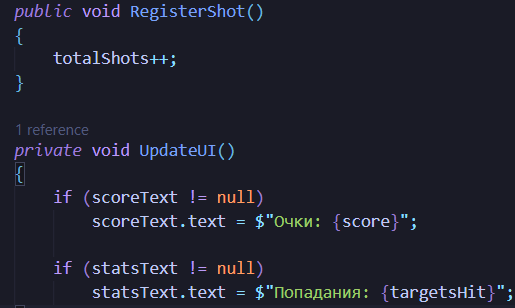 public void RegisterShot()
{
    totalShots++;
}
1 reference
private void UpdateUI()
{
    if (scoreText != null)
        scoreText.text = $"Очки: {score}";
    if (statsText != null)
        statsText.text = $"Попадания: {targetsHit}";